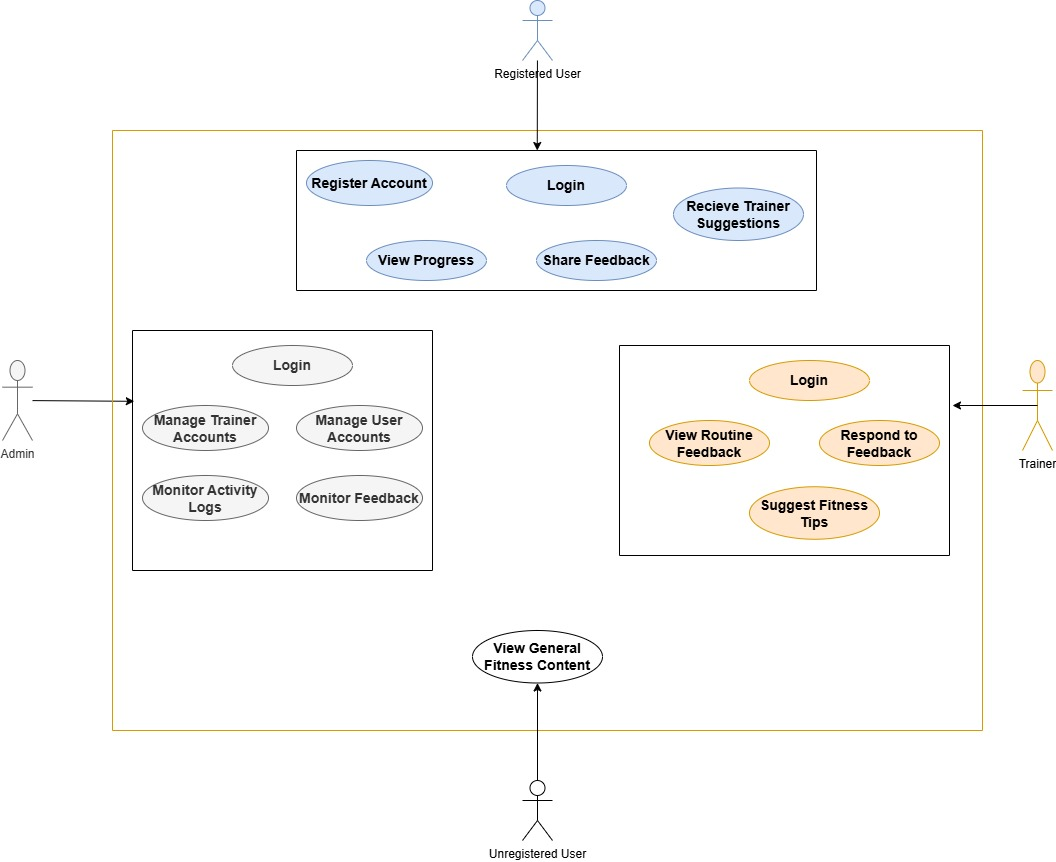 Registered User
Register Account
Login
Recieve Trainer
Suggestions
View Progress
Share Feedback
Admin
Login
Manage Trainer
Accounts
Manage User
Accounts
Monitor Activity
Logs
Monitor Feedback
Login
View Routine
Feedback
Respond to
Feedback
Suggest Fitness
Tips
Trainer
View General
Fitness Content
Unregistered User